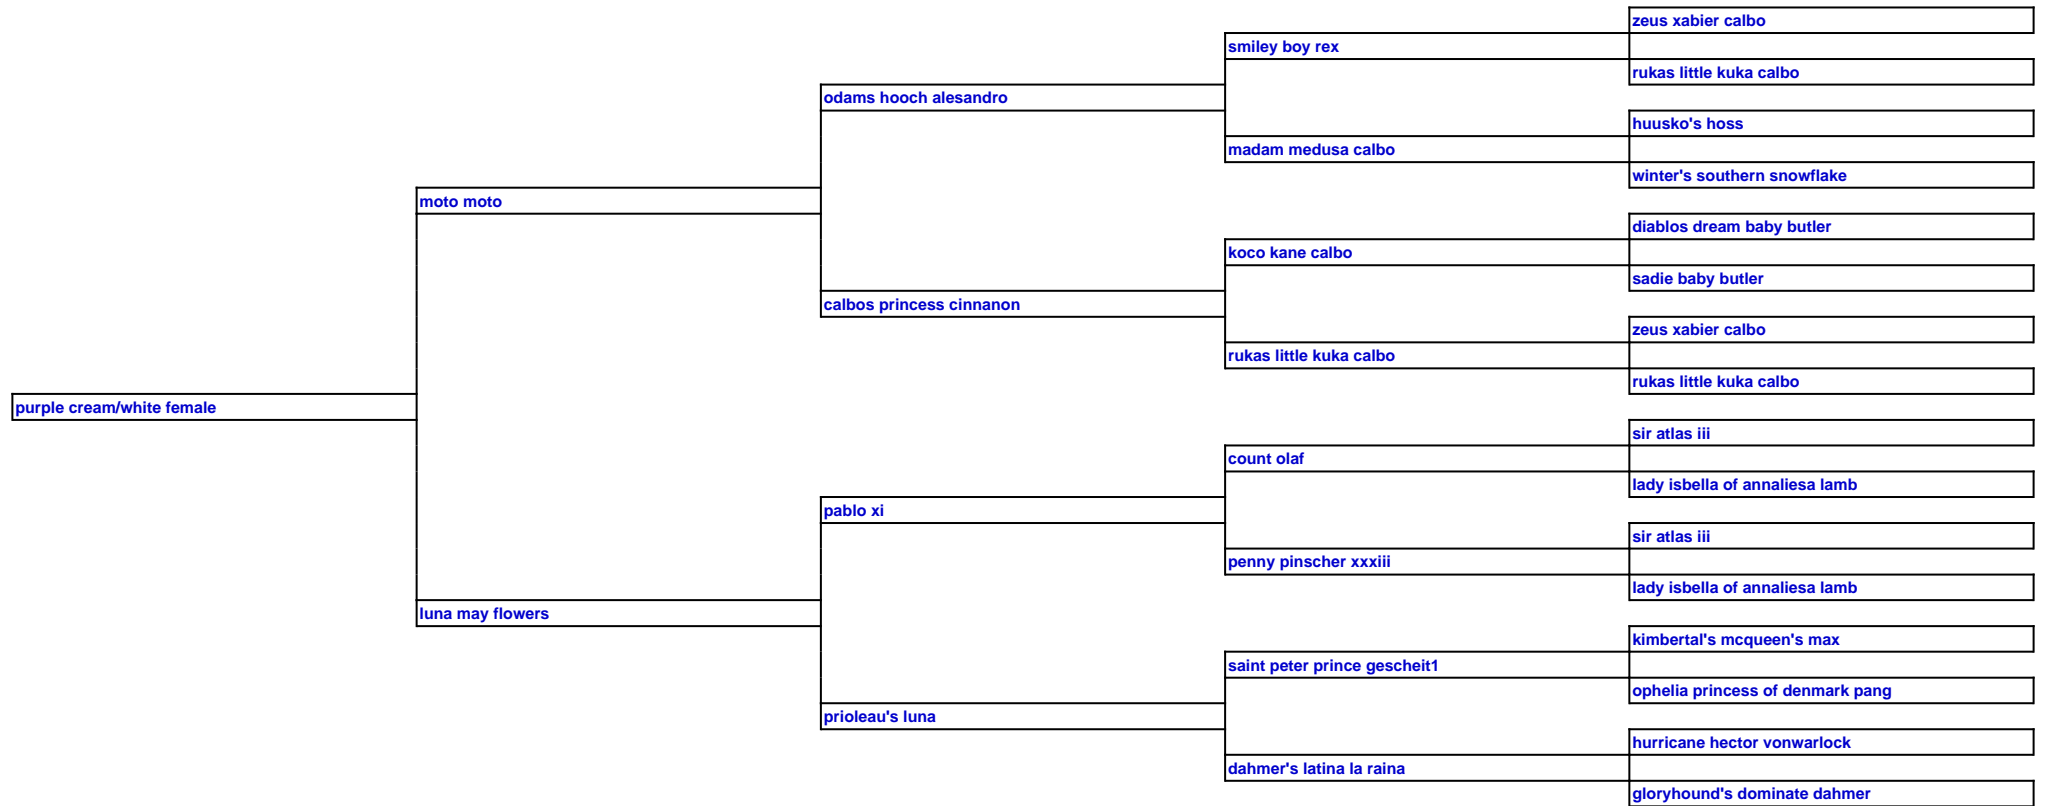 zeus xabier calbo
smiley boy rex
rukas little kuka calbo
odams hooch alesandro
huusko's hoss
madam medusa calbo
winter's southern snowflake
moto moto
diablos dream baby butler
koco kane calbo
sadie baby butler
calbos princess cinnanon
zeus xabier calbo
rukas little kuka calbo
rukas little kuka calbo
purple cream/white female
sir atlas iii
count olaf
lady isbella of annaliesa lamb
pablo xi
sir atlas iii
penny pinscher xxxiii
lady isbella of annaliesa lamb
luna may flowers
kimbertal's mcqueen's max
saint peter prince gescheit1
ophelia princess of denmark pang
prioleau's luna
hurricane hector vonwarlock
dahmer's latina la raina
gloryhound's dominate dahmer